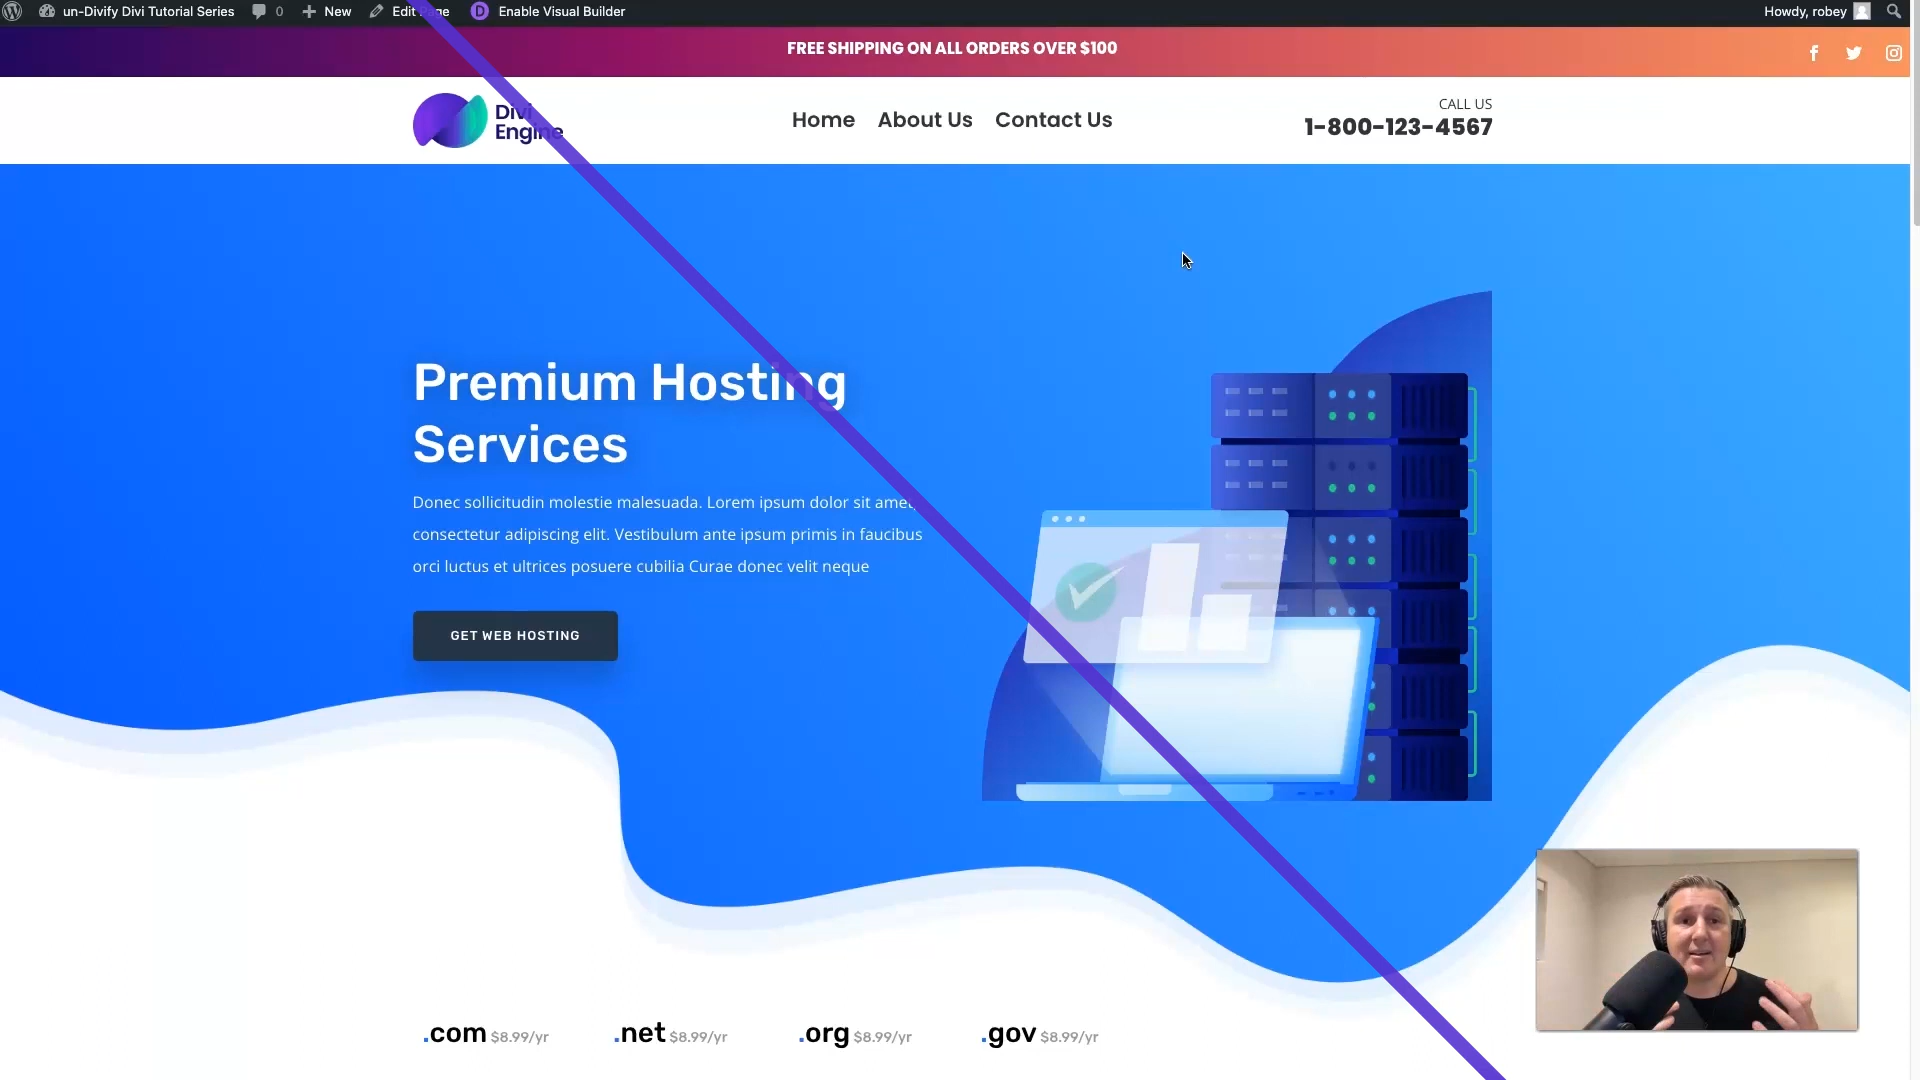 un-Divify Divi Tutorial Series 0 New Edit Page Enable Visual Builder Howdy, robey
FREE SHIPPING ON ALL ORDERS OVER $100
Divi
Engine
Home About Us Contact Us
CALL US
1-800-123-4567
Premium Hosting
Services
Donec sollicitudin molestie malesuada. Lorem ipsum dolor sit amet,
consectetur adipiscing elit. Vestibulum ante ipsum primis in faucibus
orci luctus et ultrices posuere cubilia Curae donec velit neque
GET WEB HOSTING
.com $8.99/yr .net $8.99/yr .org $8.99/yr .gov $8.99/yr